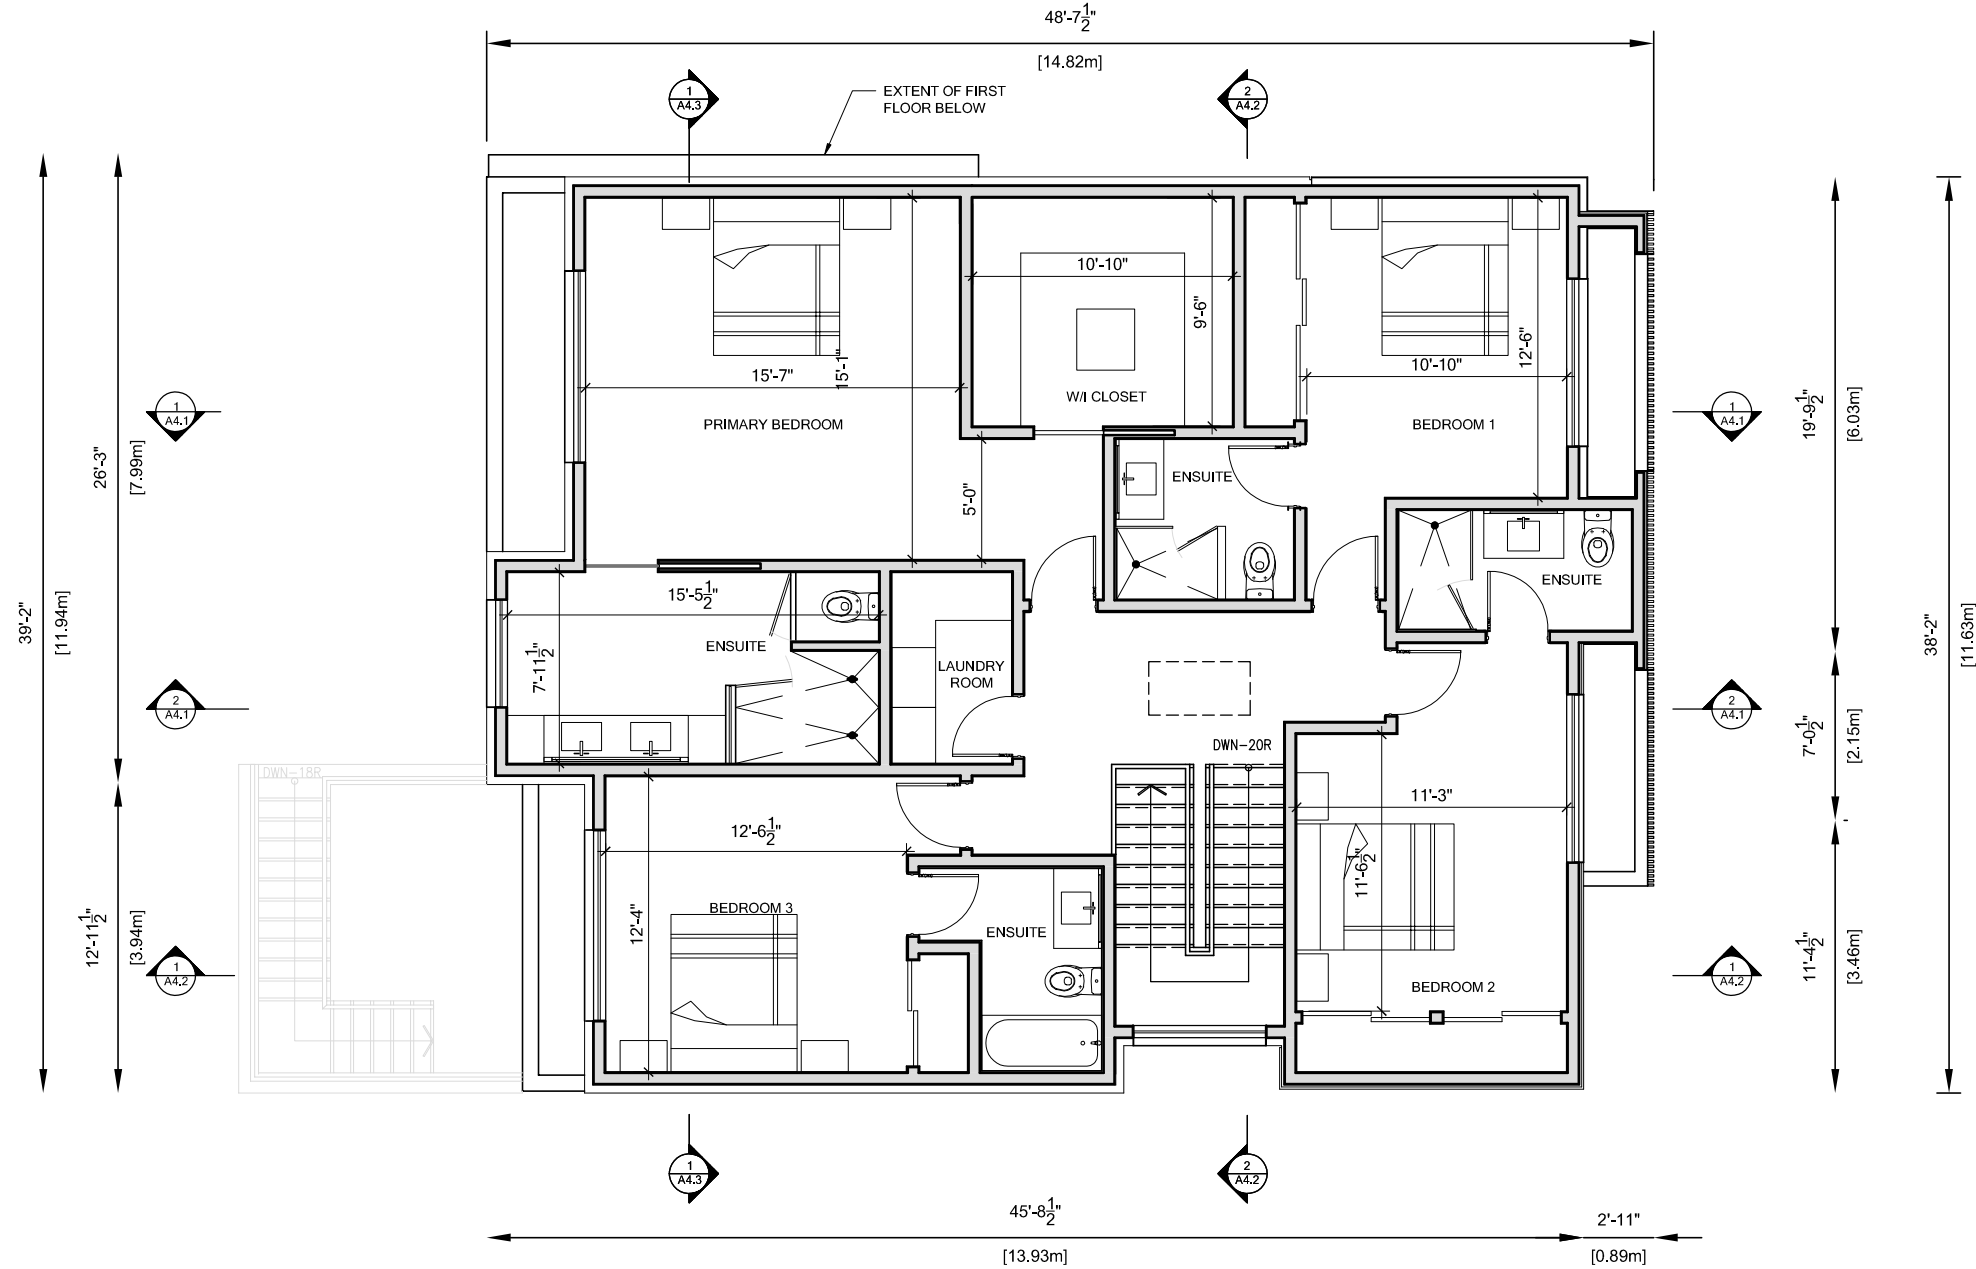 48'-7 1/2"
[14.82m]
1
A4.3
2
A4.2
EXTENT OF FIRST
FLOOR BELOW
10'-10"
9'-6"
15'-7"
15'-1"
10'-10"
12'-6"
W/I CLOSET
PRIMARY BEDROOM
BEDROOM 1
1
A4.1
1
A4.1
19'-9 1/2"
[6.03m]
26'-3"
[7.99m]
5'-0"
ENSUITE
ENSUITE
39'-2"
[11.94m]
15'-5 1/2"
7'-11 1/2"
ENSUITE
LAUNDRY
ROOM
38'-2"
[11.63m]
2
A4.1
2
A4.1
7'-0 1/2"
[2.15m]
DWN-20R
DWN-18R
11'-3"
12'-6 1/2"
11'-6 1/2"
BEDROOM 3
12'-4"
ENSUITE
12'-11 1/2"
[3.94m]
11'-4 1/2"
[3.46m]
1
A4.2
1
A4.2
BEDROOM 2
1
A4.3
2
A4.2
45'-8 1/2"
[13.93m]
2'-11"
[0.89m]